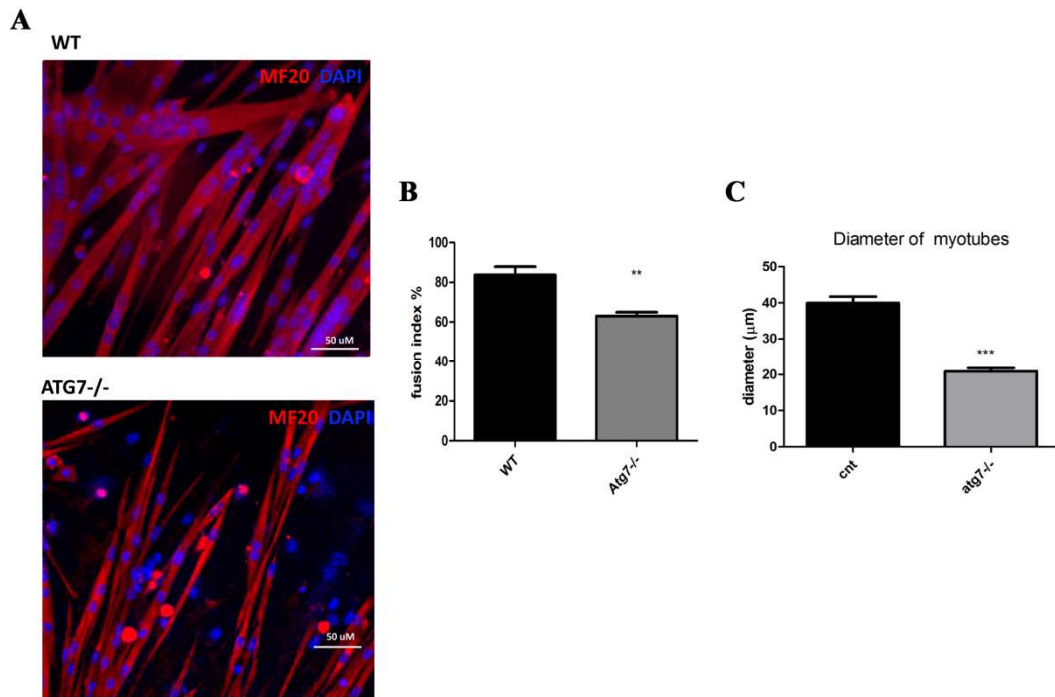 A
WT
MF20 DAPI
50 uM
ATG7-/-
MF20 DAPI
50 uM
B
100
80
60
40
20
0
fusion index %
**
WT
Atg7-/-
C
Diameter of myotubes
50
40
30
20
10
0
diameter (μm)
***
cnt
atg7-/-